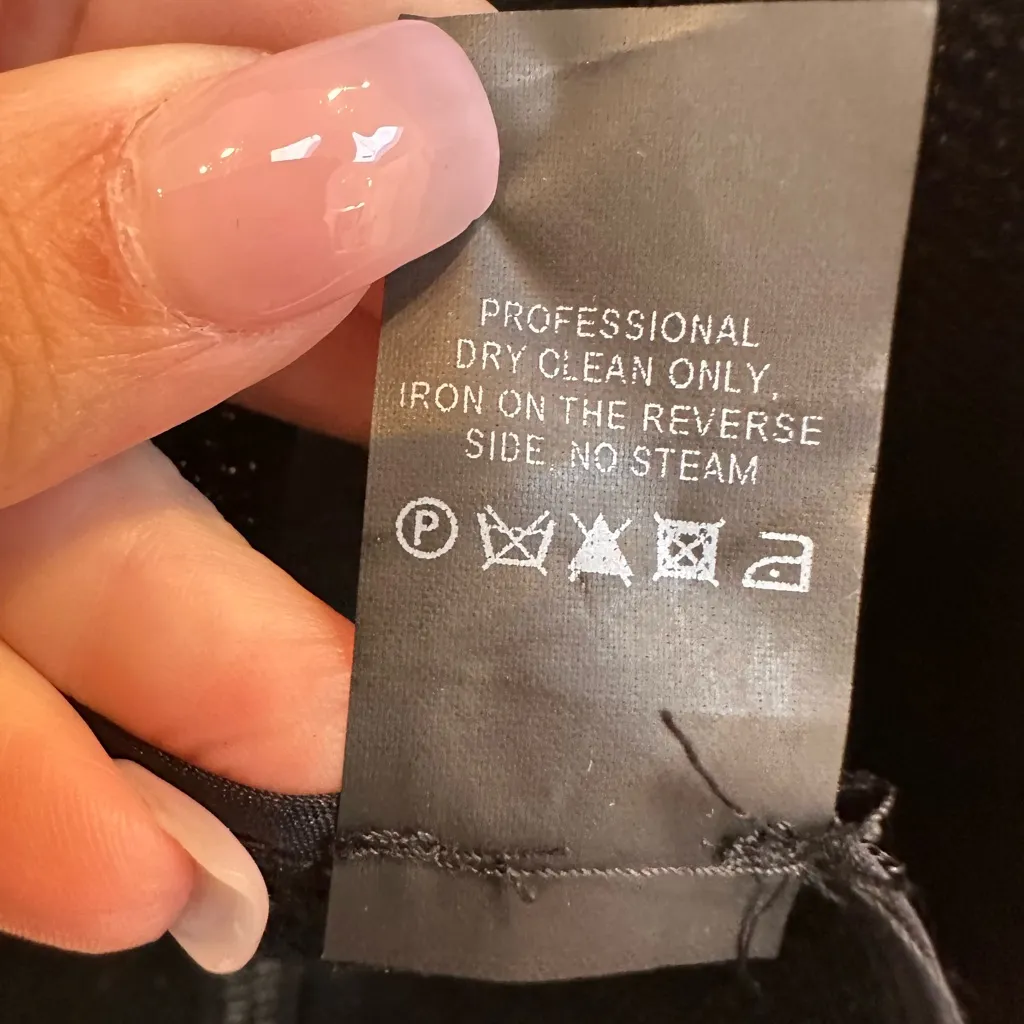 PROFESSIONAL
DRY CLEAN ONLY,
IRON ON THE REVERSE
SIDE, NO STEAM
P